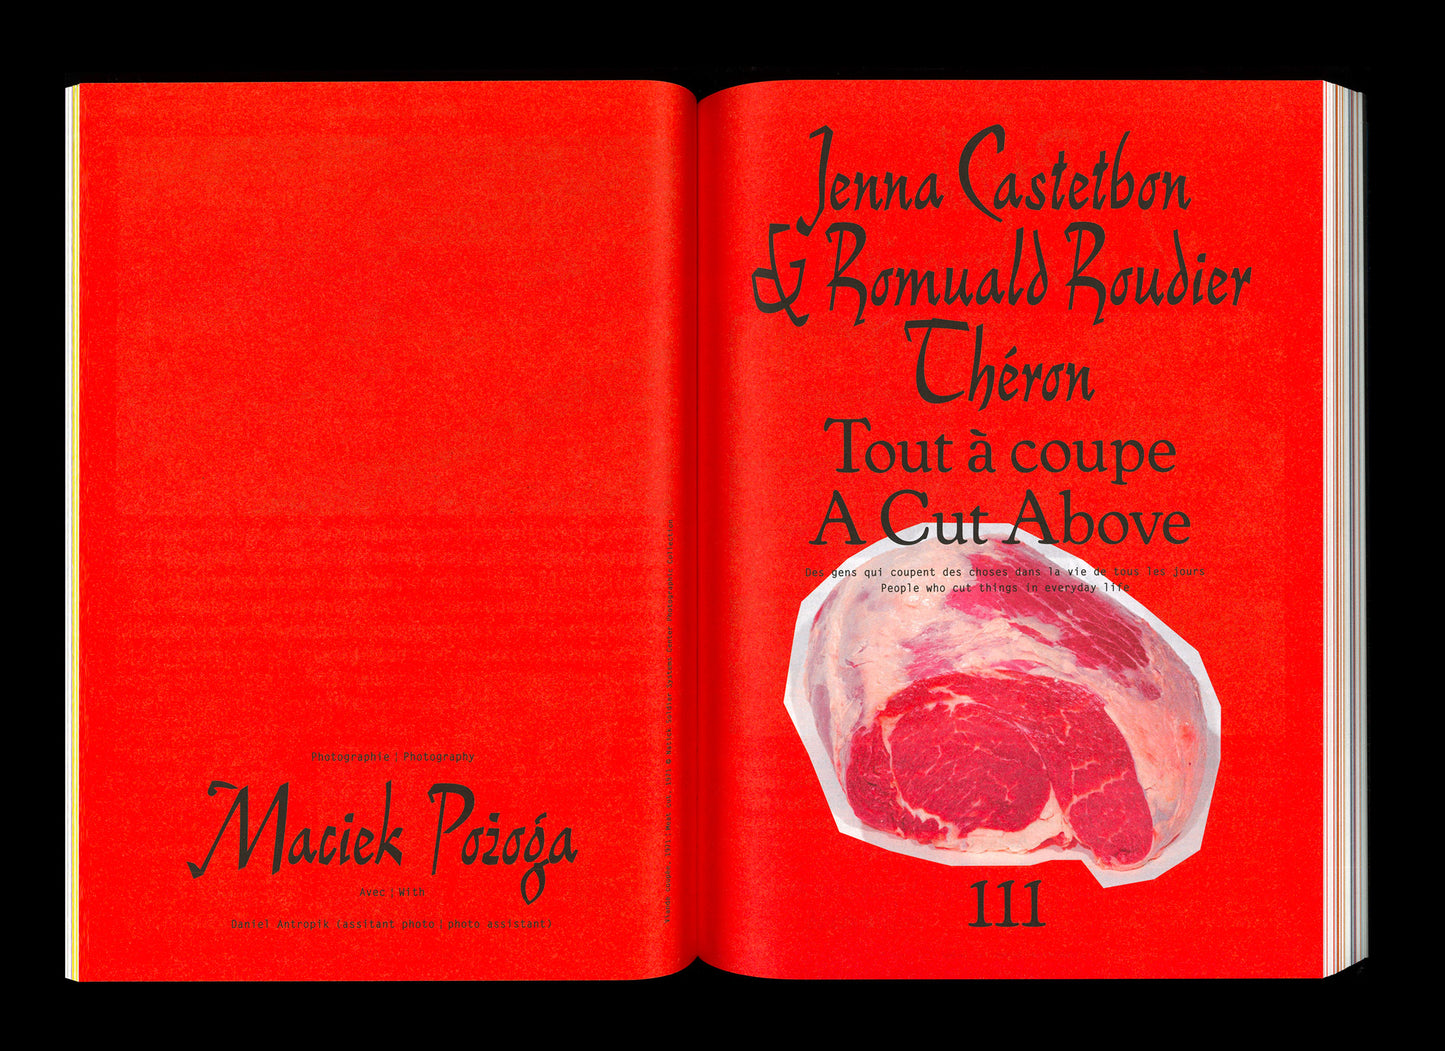 Photographie | Photography
Maciek Pożoga
Avec | With
Daniel Antropik (assitant photo | photo assistant)
Jenna Castetbon
& Romuald Roudier
Théron
Tout à coupe
A Cut Above
Des gens qui coupent des choses dans la vie de tous les jours
People who cut things in everyday life
111